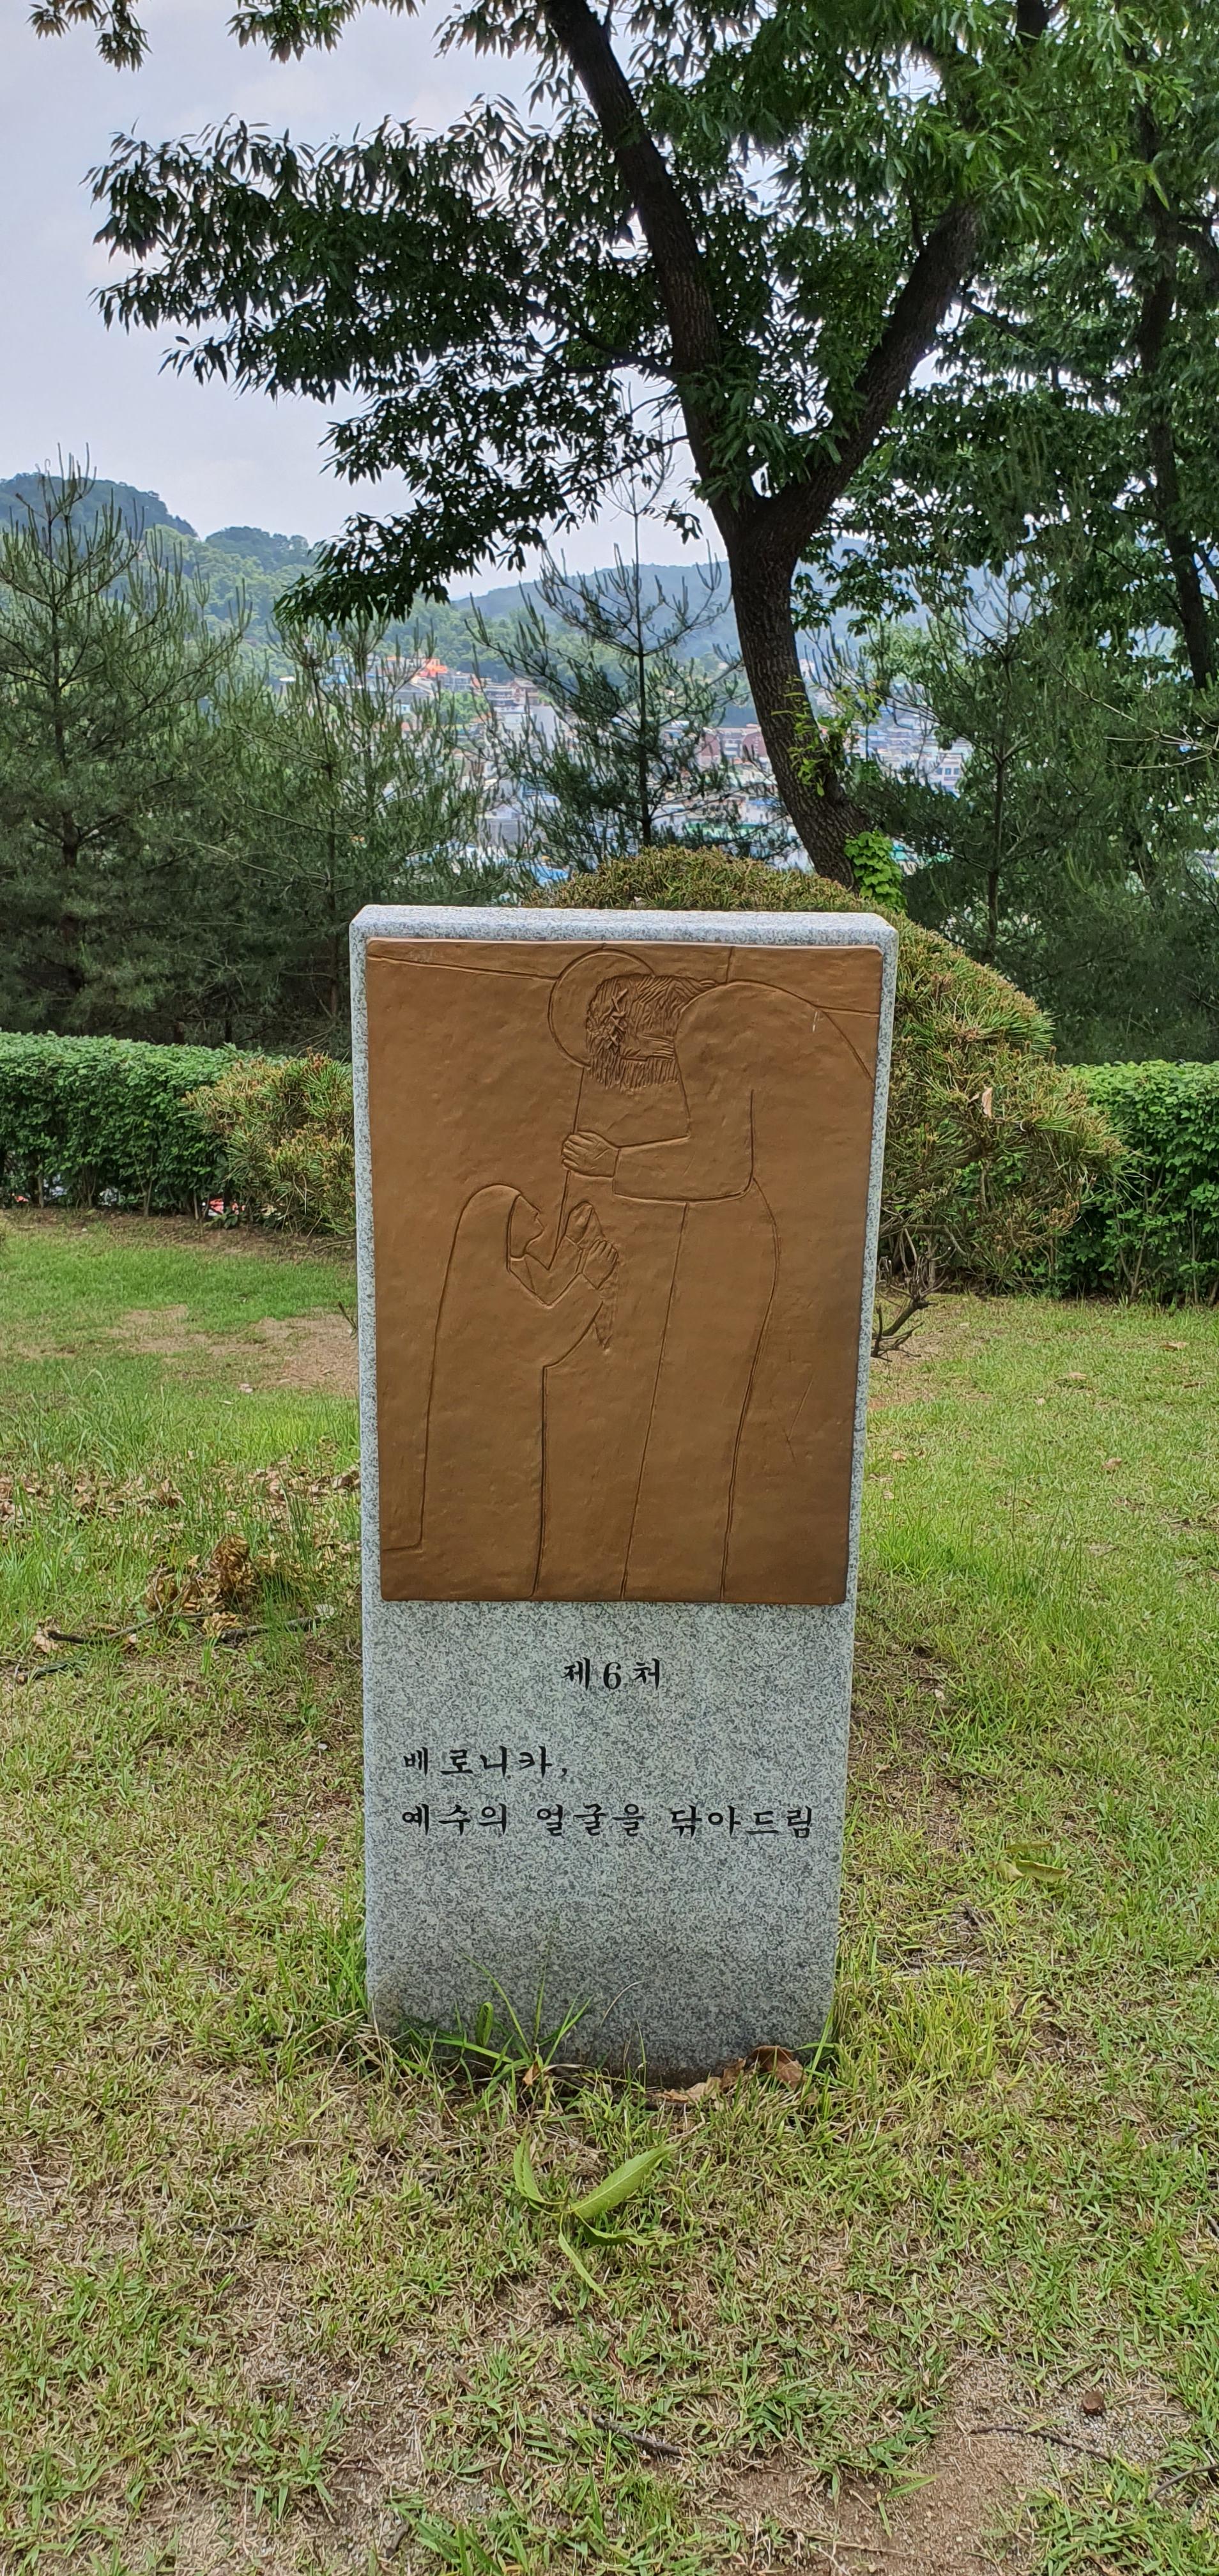 제6처
베로니카,
예수의 얼굴을 닦아드림